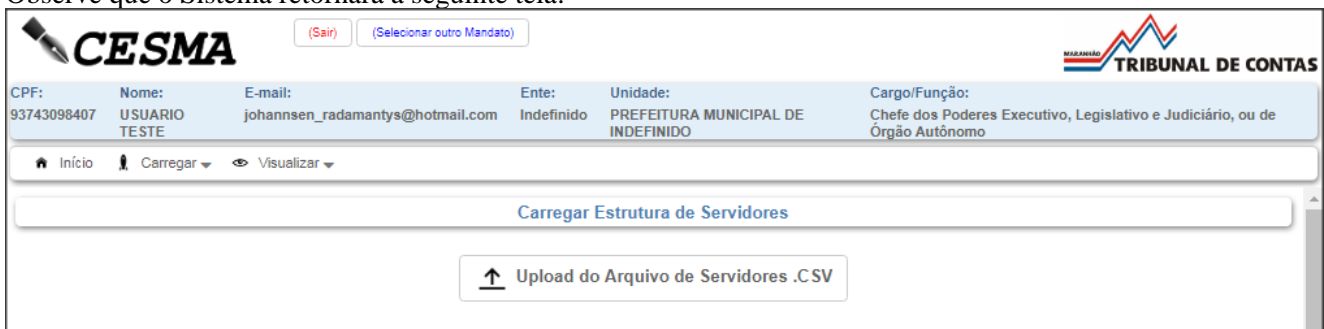 Observe que o Sistema retornará a seguinte tela:
CESMA
(Sair) (Selecionar outro Mandato)
MARANHÃO
TRIBUNAL DE CONTAS
CPF: Nome: E-mail: Ente: Unidade: Cargo/Função:
93743098407 USUARIO johannsen_radamantys@hotmail.com Indefinido PREFEITURA MUNICIPAL DE Chefe dos Poderes Executivo, Legislativo e Judiciário, ou de
TESTE INDEFINIDO Órgão Autônomo
Início Carregar Visualizar
Carregar Estrutura de Servidores
Upload do Arquivo de Servidores .CSV